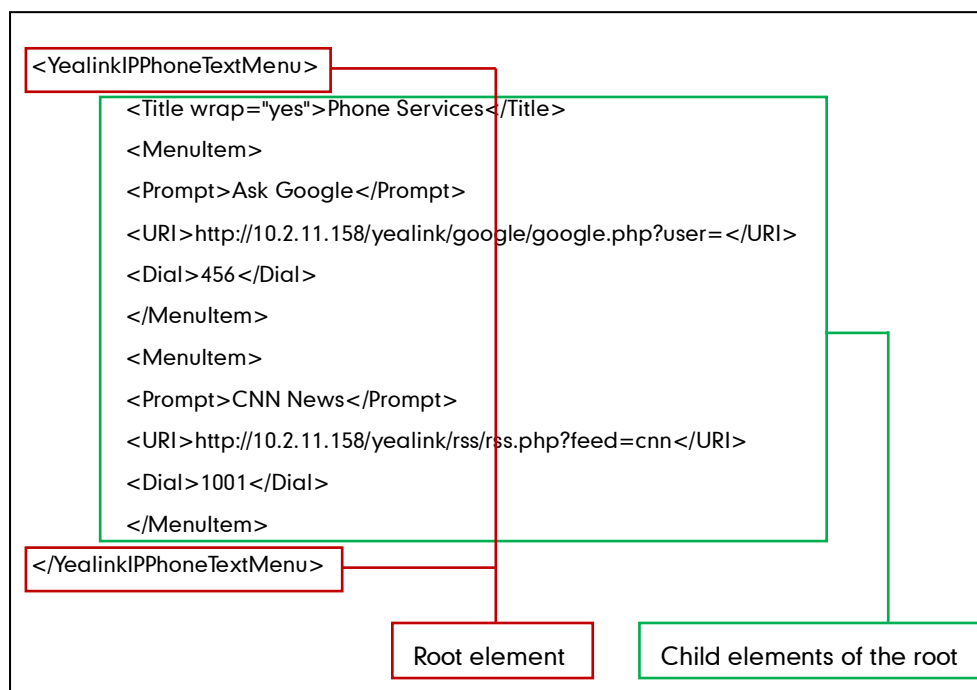 <YealinkIPPhoneTextMenu>
<Title wrap="yes">Phone Services</Title>
<MenuItem>
<Prompt>Ask Google</Prompt>
<URI>http://10.2.11.158/yealink/google/google.php?user=</URI>
<Dial>456</Dial>
</MenuItem>
<MenuItem>
<Prompt>CNN News</Prompt>
<URI>http://10.2.11.158/yealink/rss/rss.php?feed=cnn</URI>
<Dial>1001</Dial>
</MenuItem>
</YealinkIPPhoneTextMenu>
Root element
Child elements of the root